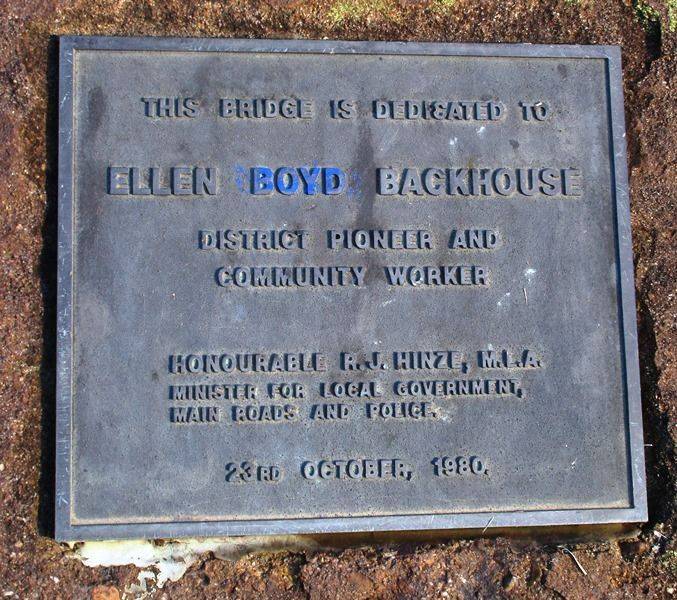 THIS BRIDGE IS DEDICATED TO
ELLEN BOYD BACKHOUSE
DISTRICT PIONEER AND
COMMUNITY WORKER
HONOURABLE R.J. HINZE, M.L.A.
MINISTER FOR LOCAL GOVERNMENT,
MAIN ROADS AND POLICE.
23RD OCTOBER, 1980.